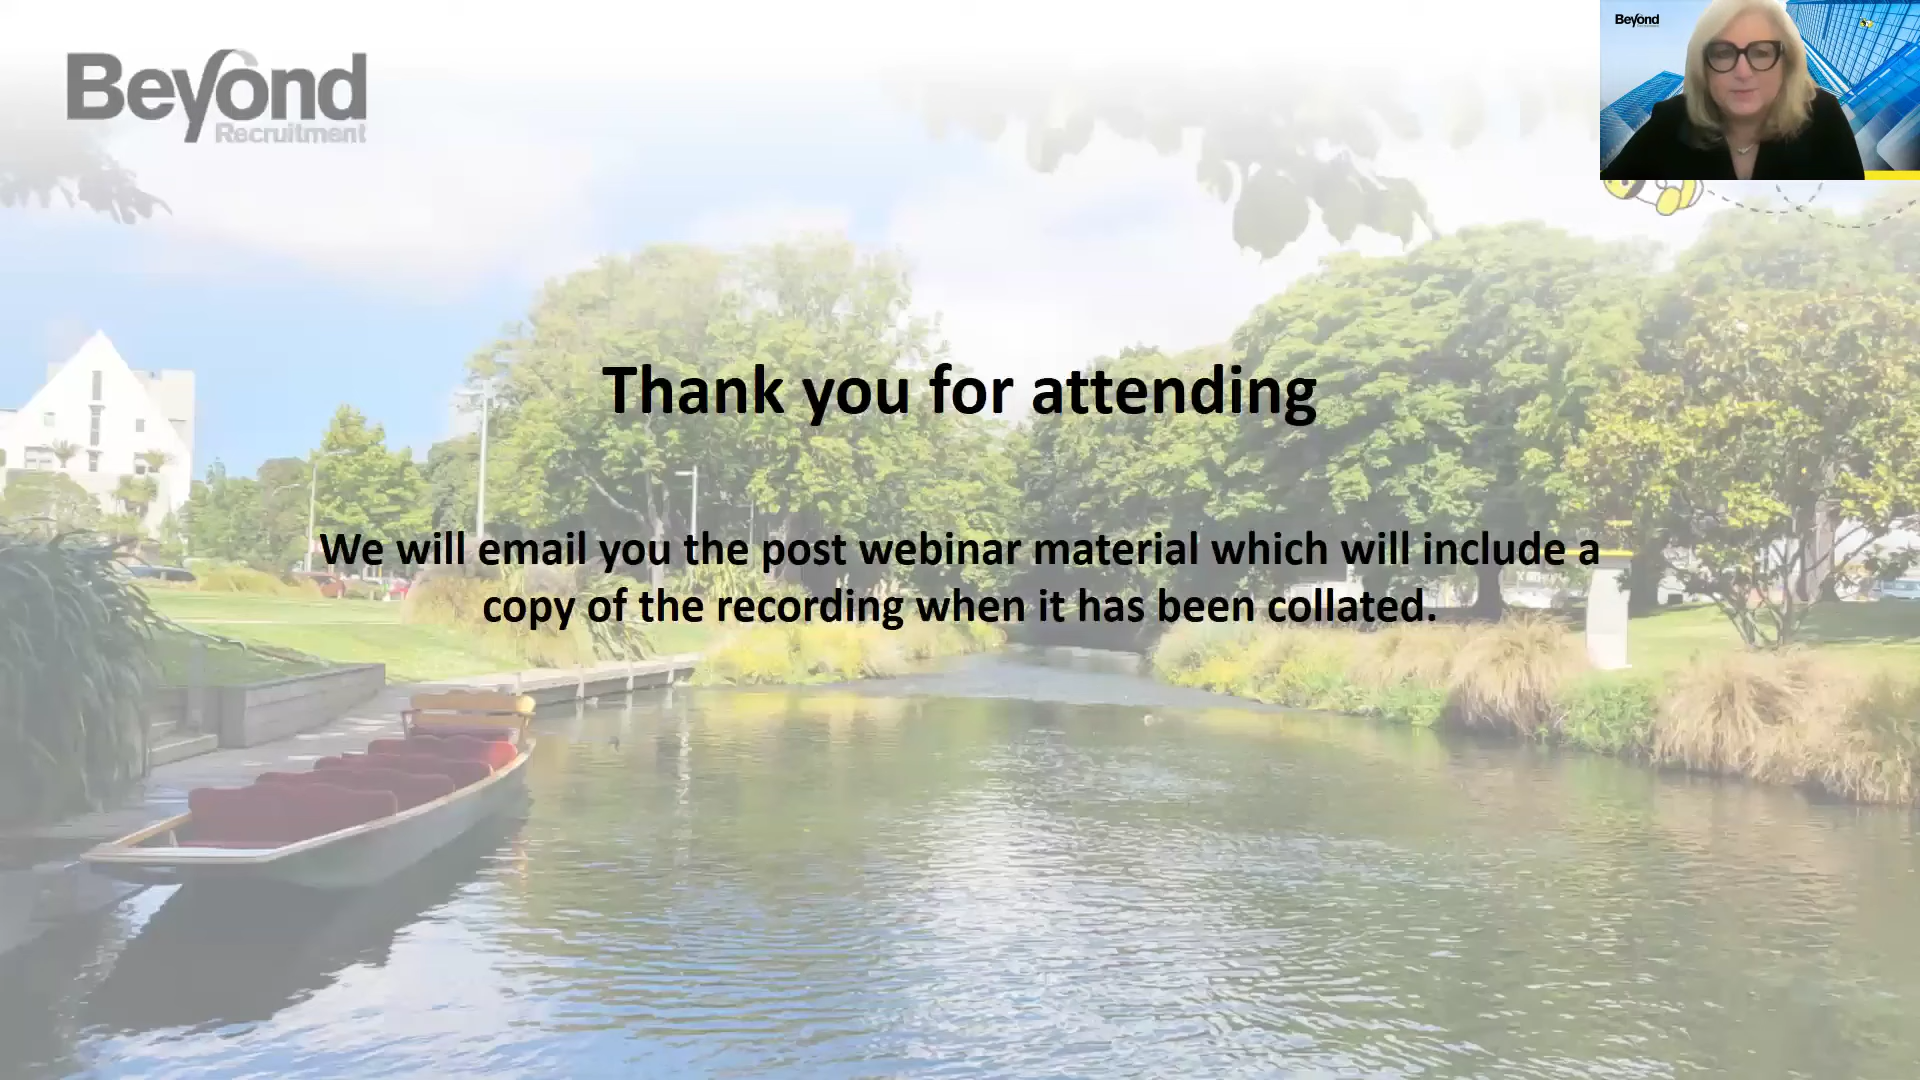 Beyond
Recruitment
Beyond
Thank you for attending
We will email you the post webinar material which will include a
copy of the recording when it has been collated.